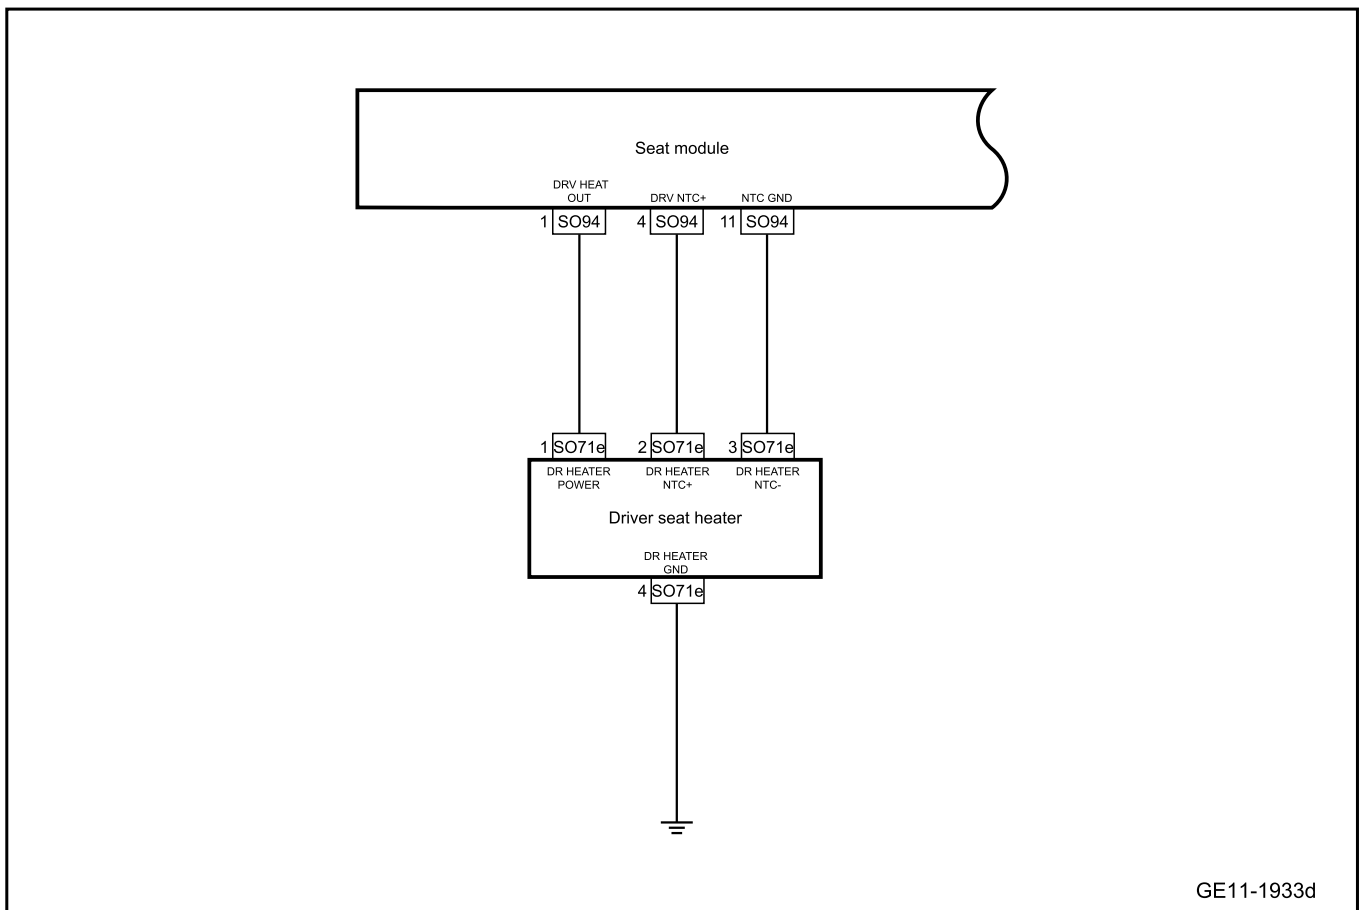 Seat module
DRV HEAT
OUT
DRV NTC+
NTC GND
1 SO94
4 SO94
11 SO94
1 SO71e
2 SO71e
3 SO71e
DR HEATER
POWER
DR HEATER
NTC+
DR HEATER
NTC-
Driver seat heater
DR HEATER
GND
4 SO71e
GE11-1933d